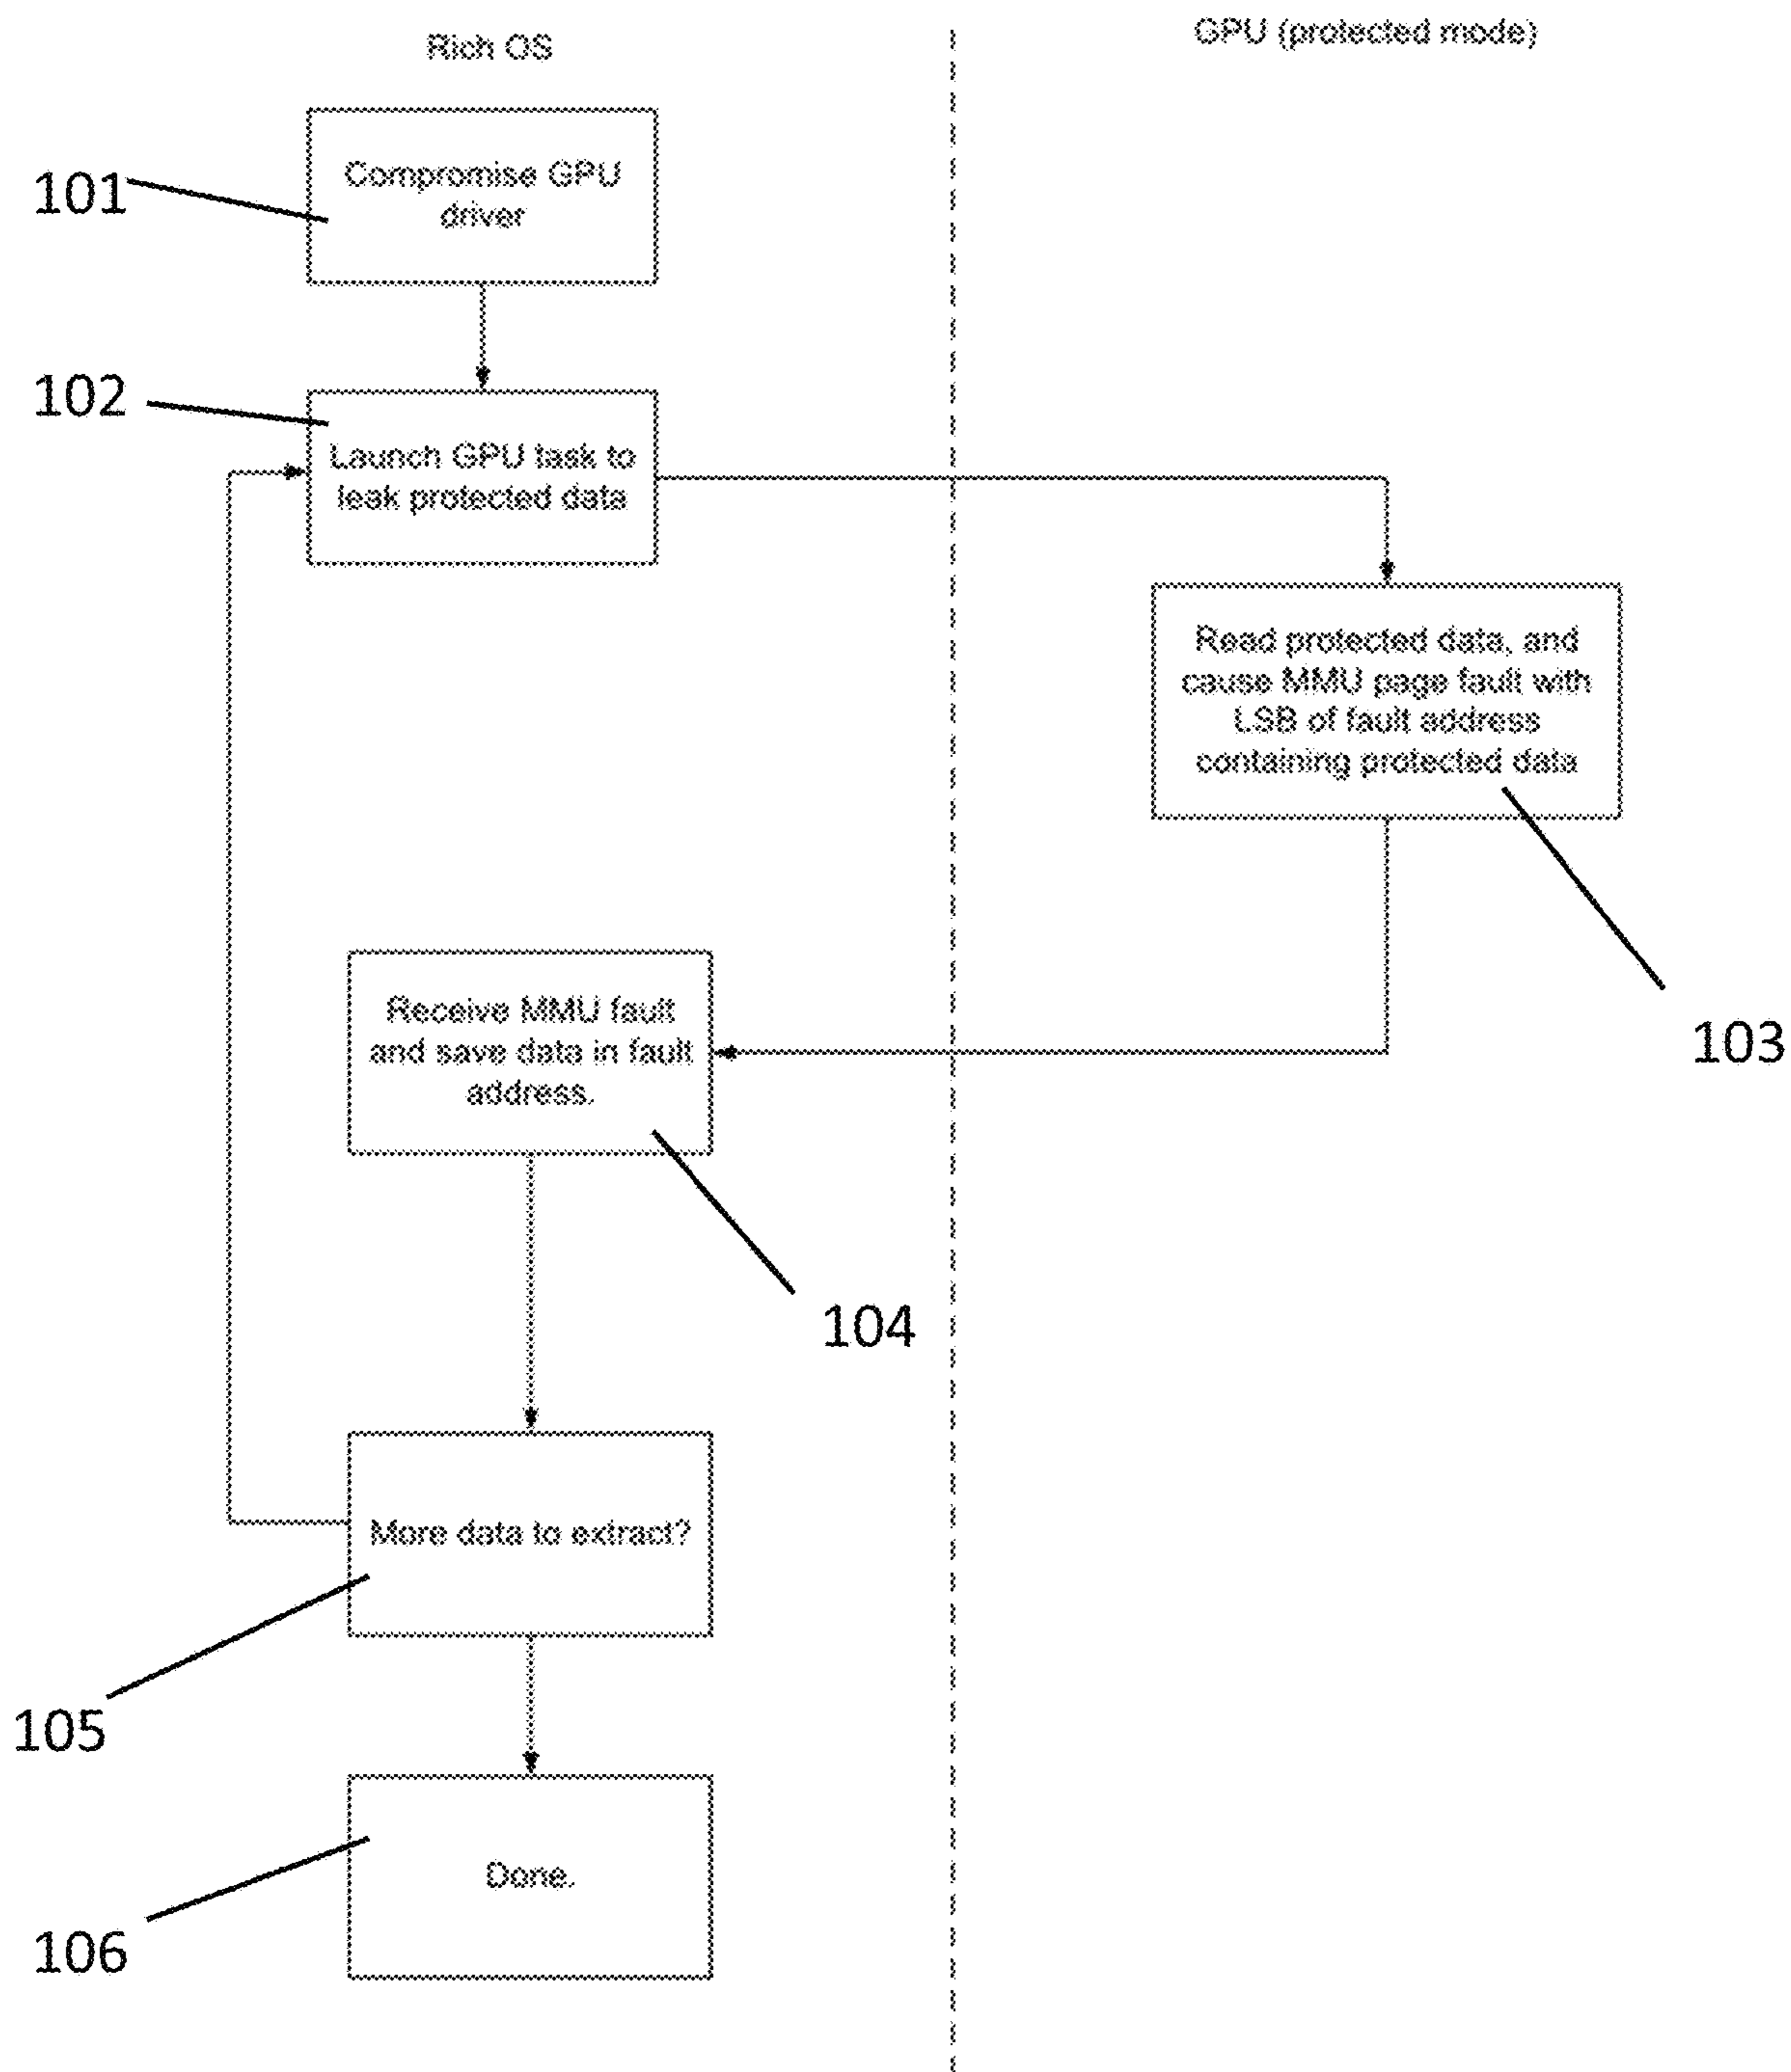 Rich OS
GPU (protected mode)
101
Compromise GPU
driver
102
Launch GPU task to
leak protected data
Read protected data, and
cause MMU page fault with
LSB of fault address
containing protected data
103
Receive MMU fault
and save data in fault
address.
104
More data to extract?
105
Done.
106